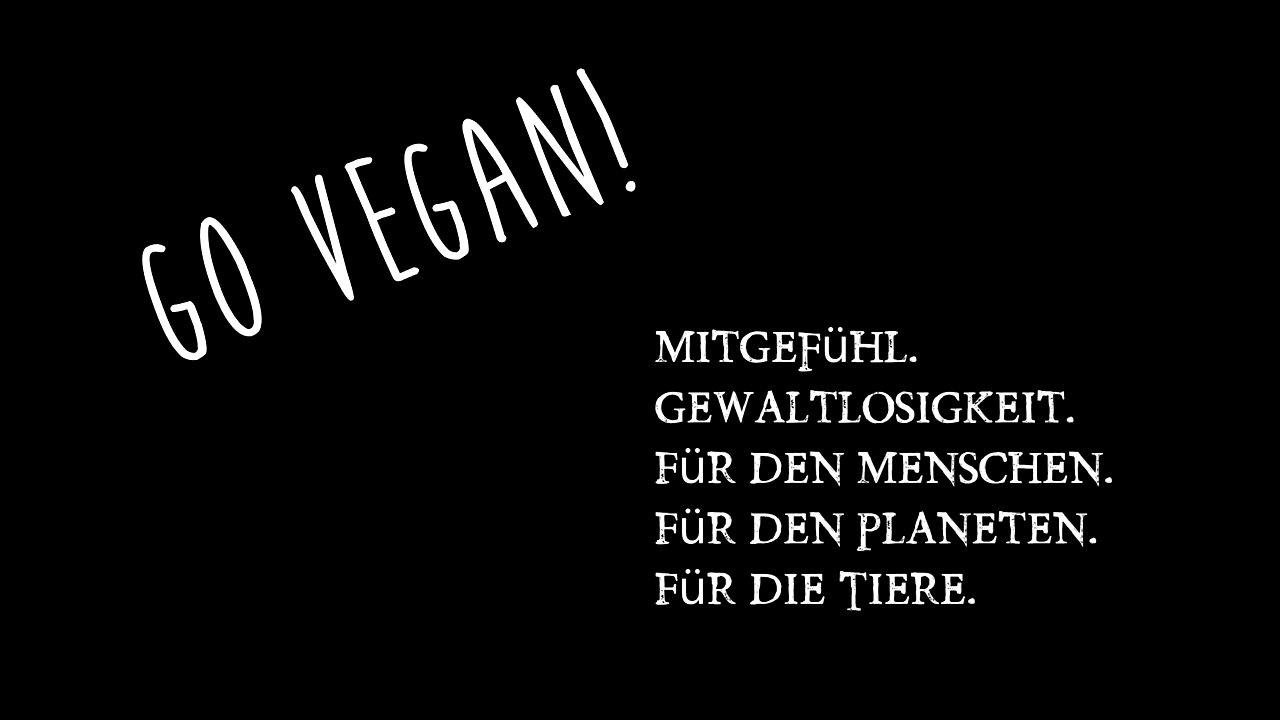 GO VEGAN!
MITGEFÜHL.
GEWALTLOSIGKEIT.
FÜR DEN MENSCHEN.
FÜR DEN PLANETEN.
FÜR DIE TIERE.